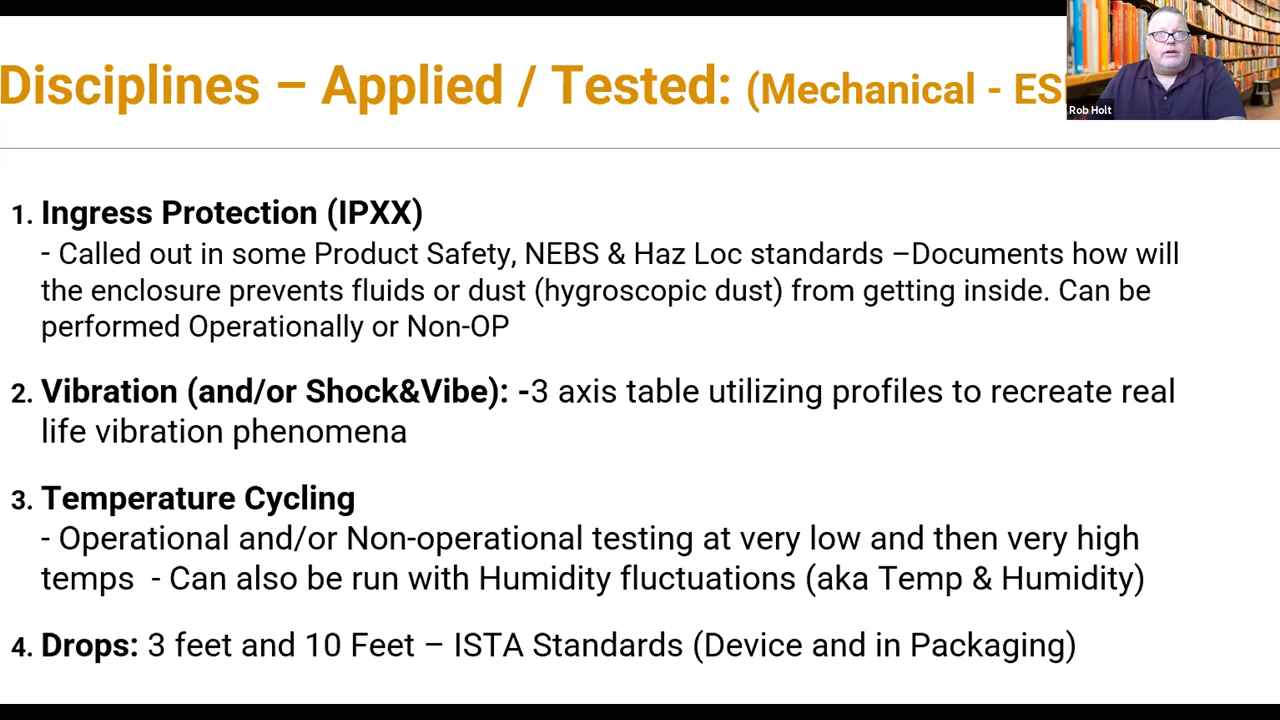 Disciplines – Applied / Tested: (Mechanical - ES
Rob Holt
1. Ingress Protection (IPXX)
- Called out in some Product Safety, NEBS & Haz Loc standards –Documents how will
the enclosure prevents fluids or dust (hygroscopic dust) from getting inside. Can be
performed Operationally or Non-OP
2. Vibration (and/or Shock&Vibe): -3 axis table utilizing profiles to recreate real
life vibration phenomena
3. Temperature Cycling
- Operational and/or Non-operational testing at very low and then very high
temps - Can also be run with Humidity fluctuations (aka Temp & Humidity)
4. Drops: 3 feet and 10 Feet – ISTA Standards (Device and in Packaging)